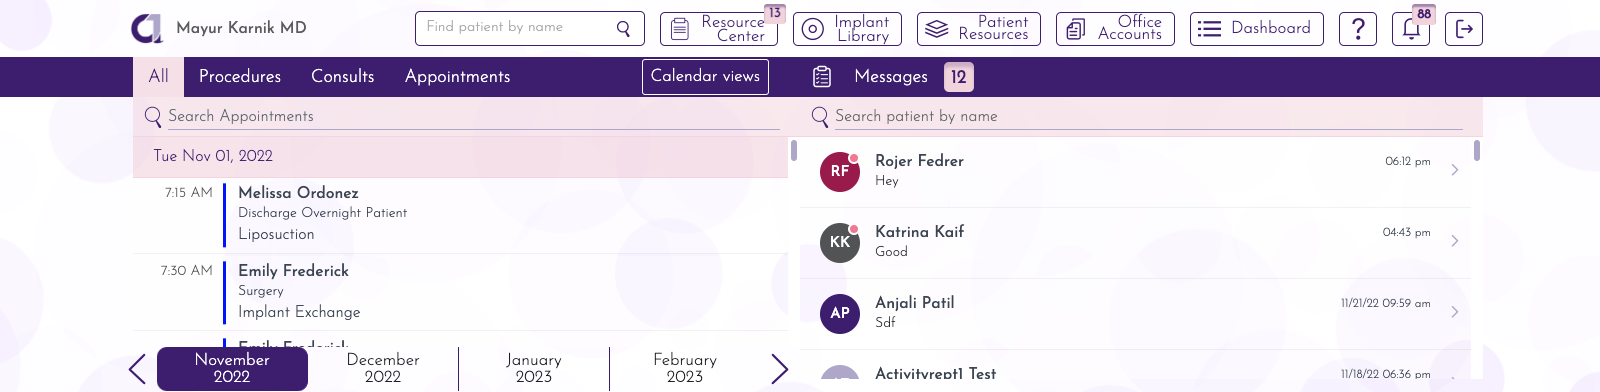 Mayur Karnik MD
Find patient by name
Resource Center
13
Implant Library
Patient Resources
Office Accounts
Dashboard
?
88
All
Procedures
Consults
Appointments
Calendar views
Messages
12
Search Appointments
Search patient by name
Tue Nov 01, 2022
7:15 AM
Melissa Ordonez
Discharge Overnight Patient
Liposuction
7:30 AM
Emily Frederick
Surgery
Implant Exchange
Emily Frederick
November 2022
December 2022
January 2023
February 2023
RF
Rojer Fedrer
06:12 pm
Hey
KK
Katrina Kaif
04:43 pm
Good
AP
Anjali Patil
11/21/22 09:59 am
Sdf
Activityrept1 Test
11/18/22 06:36 pm